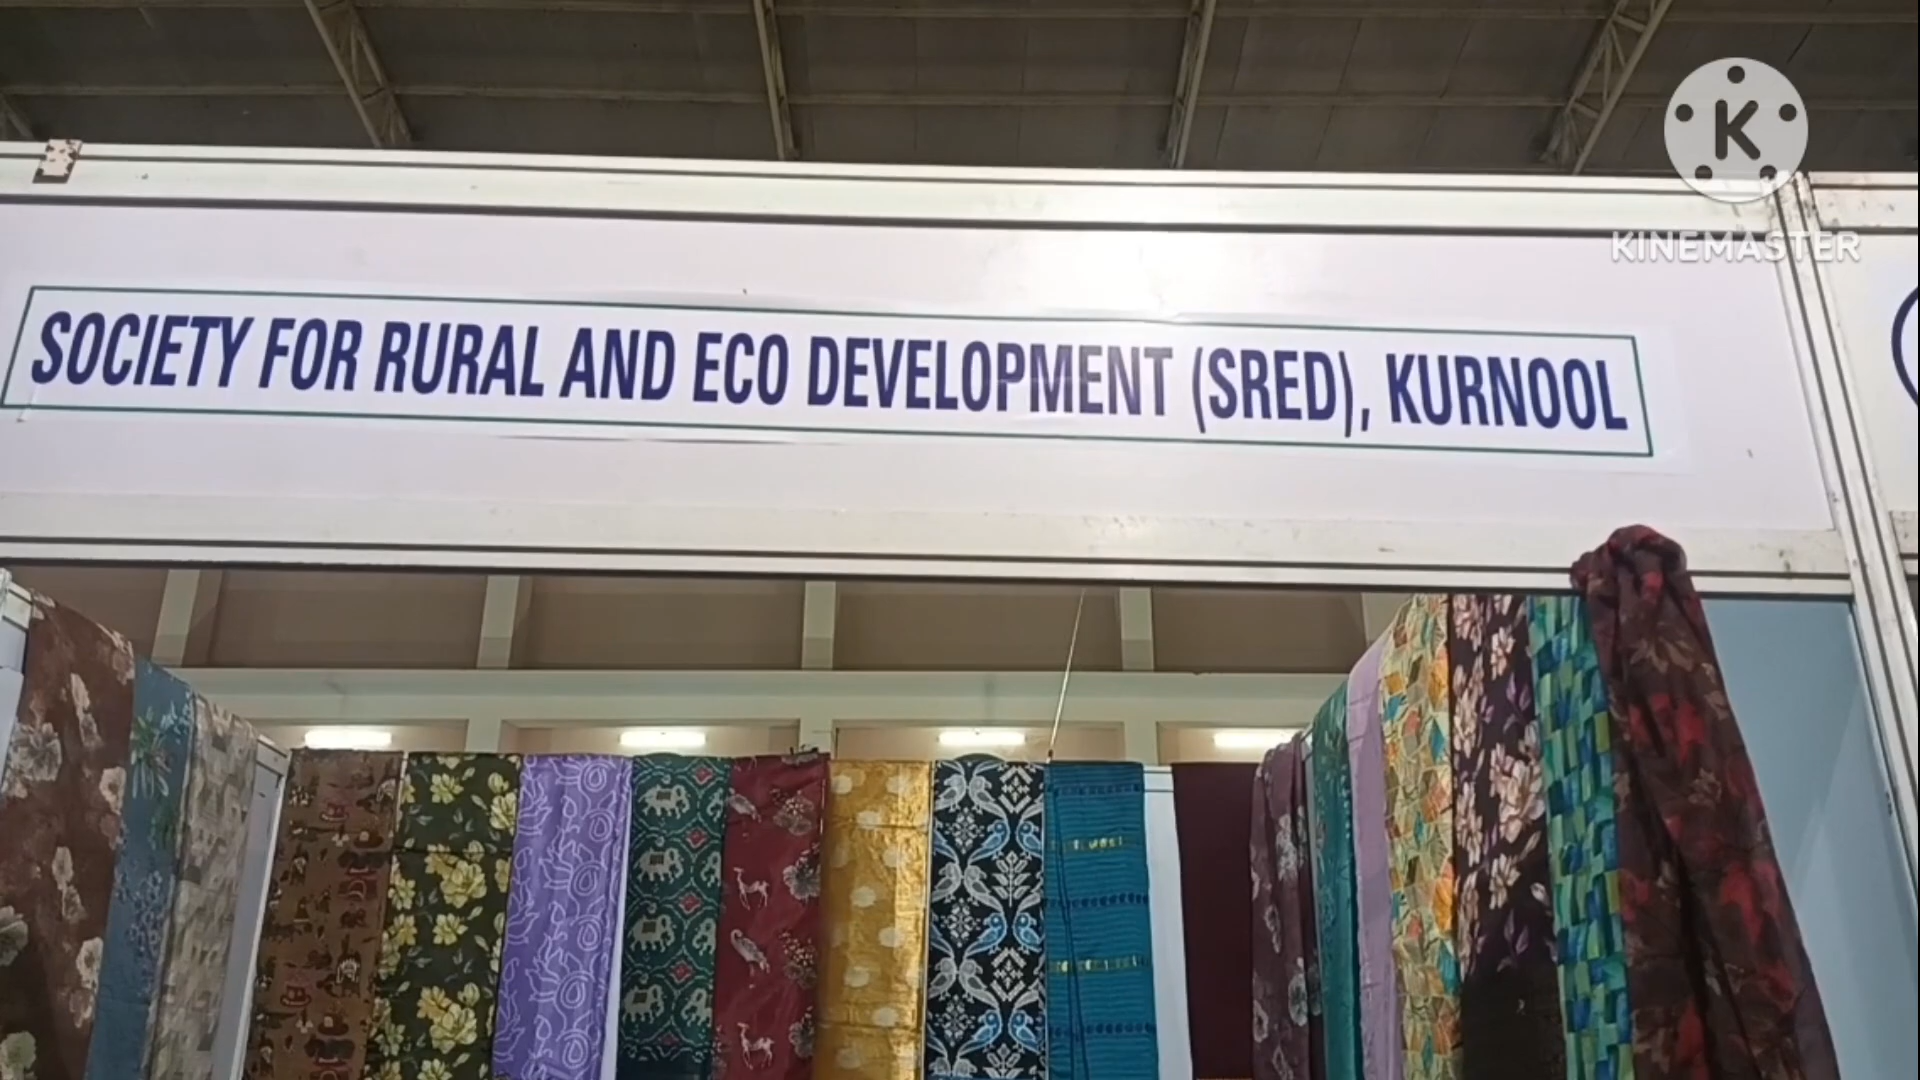 K
KINEMASTER
SOCIETY FOR RURAL AND ECO DEVELOPMENT (SRED), KURNOOL